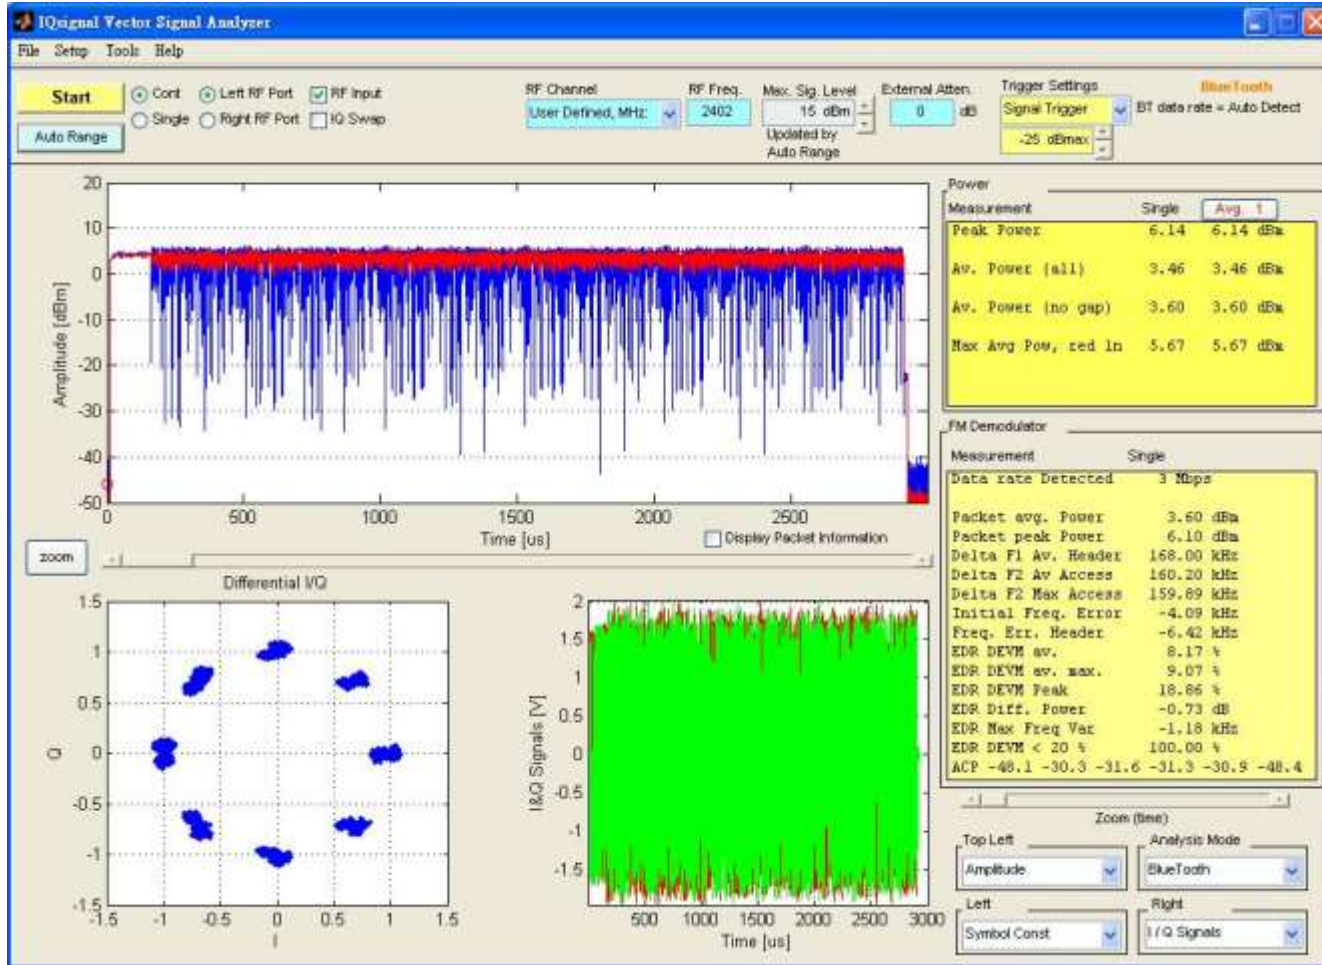 IQsignal Vector Signal Analyzer
File Setup Tools Help
Start
Cont Left RF Port RF Input
Single Right RF Port IQ Swap
Auto Range
RF Channel
User Defined, MHz:
RF Freq.
2402
Max. Sig. Level
15 dBm
Updated by
Auto Range
External Atten.
0 dB
Trigger Settings
Signal Trigger
-25 dBmax
BlueTooth
BT data rate = Auto Detect
20
10
0
-10
-20
-30
-40
-50
Amplitude [dBm]
0 500 1000 1500 2000 2500
Time [us]
Display Packet Information
zoom
Power
Measurement Single Avg. 1
Peak Power 6.14 6.14 dBm
Av. Power (all) 3.46 3.46 dBm
Av. Power (no gap) 3.60 3.60 dBm
Max Avg Pow, red ln 5.67 5.67 dBm
FM Demodulator
Measurement Single
Data rate Detected 3 Mbps
Packet avg. Power 3.60 dBm
Packet peak Power 6.10 dBm
Delta F1 Av. Header 168.00 kHz
Delta F2 Av Access 160.20 kHz
Delta F2 Max Access 159.89 kHz
Initial Freq. Error -4.09 kHz
Freq. Err. Header -6.42 kHz
EDR DEVM av. 8.17 %
EDR DEVM av. max. 9.07 %
EDR DEVM Peak 18.86 %
EDR Diff. Power -0.73 dB
EDR Max Freq Var -1.18 kHz
EDR DEVM < 20 % 100.00 %
ACP -48.1 -30.3 -31.6 -31.3 -30.9 -48.4
Differential I/Q
1.5
1
0.5
0
-0.5
-1
-1.5
Q
-1.5 -1 -0.5 0 0.5 1 1.5
I
2
1.5
1
0.5
0
-0.5
-1
-1.5
I&Q Signals [V]
500 1000 1500 2000 2500 3000
Time [us]
Zoom (time)
Top Left
Amplitude
Analysis Mode
BlueTooth
Left
Symbol Const
Right
I / Q Signals